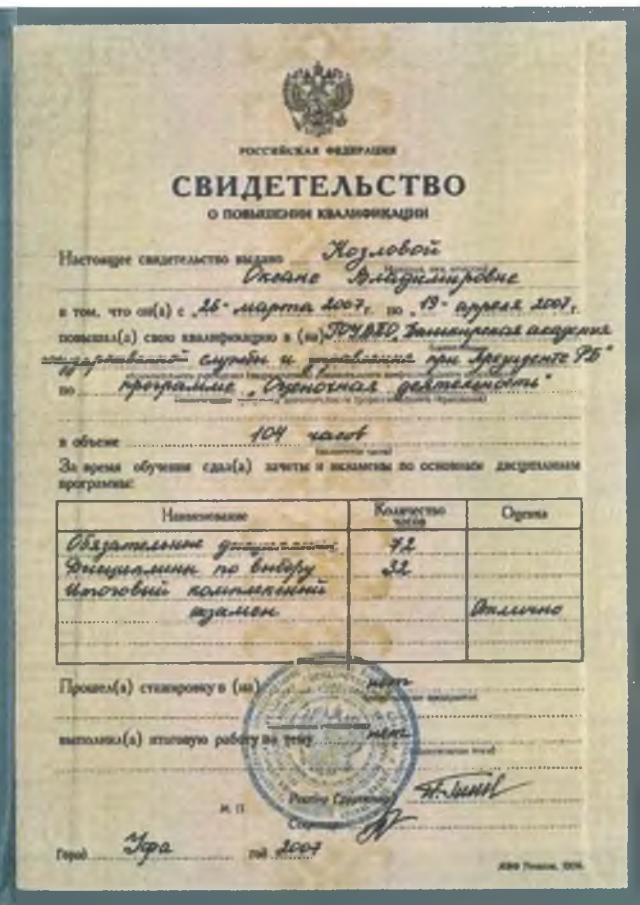 РОССИЙСКАЯ ФЕДЕРАЦИЯ
СВИДЕТЕЛЬСТВО
О ПОВЫШЕНИИ КВАЛИФИКАЦИИ
Настоящее свидетельство выдано Козловой
Оксане Владимировне
в том, что он(а) с „26" марта 2007 г. по „19" апреля 2007 г.
повышал(а) свою квалификацию в (на) ГОУ ВПО „Башкирская академия
государственной службы и управления при Президенте РБ"
по программе „Оценочная деятельность"
в объеме 104 часов
За время обучения сдал(а) зачеты и экзамены по основным дисциплинам
программы:
Наименование Количество часов Оценка
Обязательные дисциплины 72
Дисциплины по выбору 32
Итоговый комплексный
экзамен Отлично
Прошел(а) стажировку в (на) нет
выполнил(а) итоговую работу на тему нет
Ректор
М. П.
Секретарь
Город Уфа год 2007